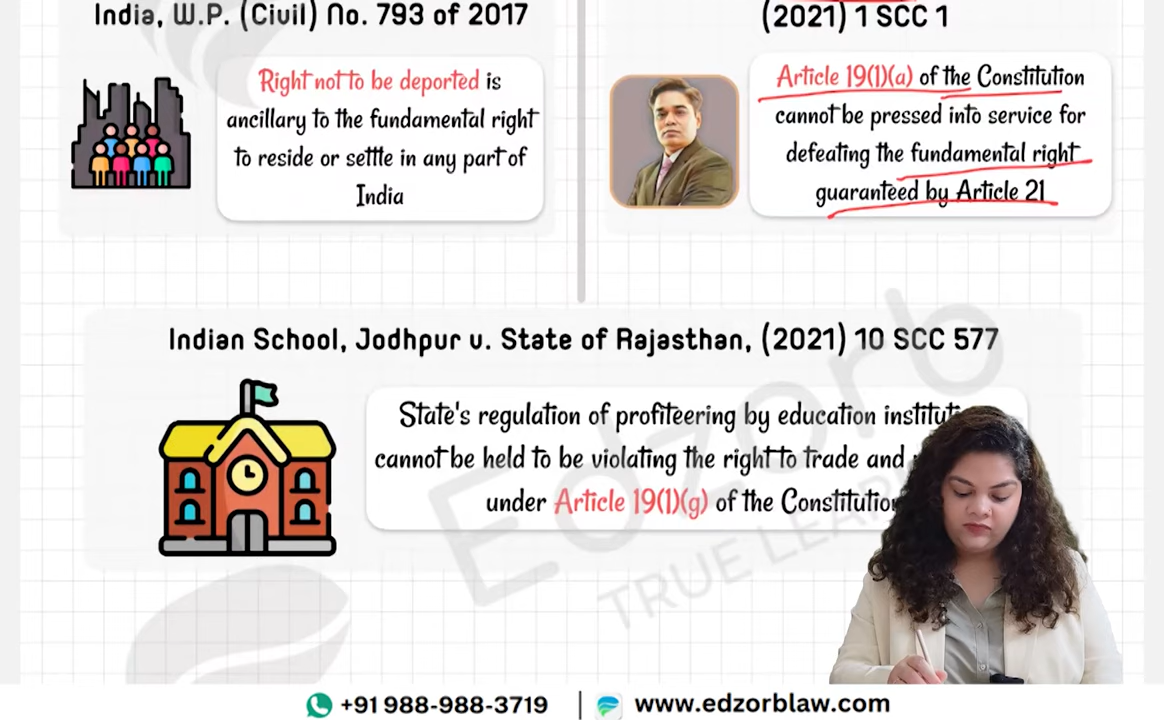 India, W.P. (Civil) No. 793 of 2017
Right not to be deported is
ancillary to the fundamental right
to reside or settle in any part of
India
(2021) 1 SCC 1
Article 19(1)(a) of the Constitution
cannot be pressed into service for
defeating the fundamental right
guaranteed by Article 21
Indian School, Jodhpur v. State of Rajasthan, (2021) 10 SCC 577
State's regulation of profiteering by education
cannot be held to be violating the right to trade and
under Article 19(1)(g) of the
Edzorb
TRUE
+91 988-988-3719 | www.edzorblaw.com